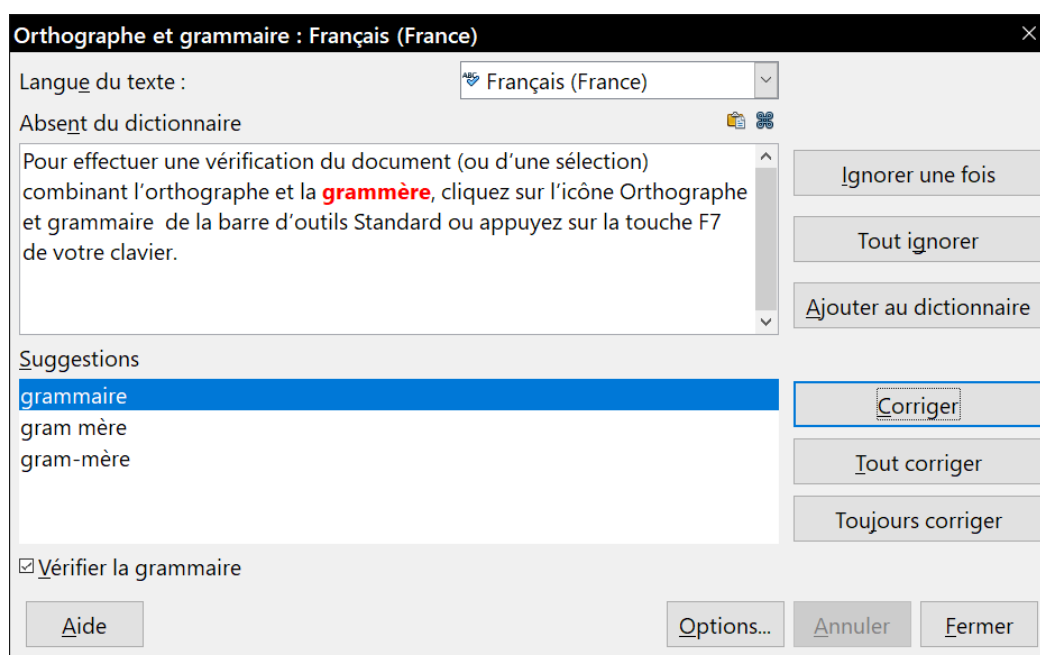 Orthographe et grammaire : Français (France)
Langue du texte :
Français (France)
Absent du dictionnaire
Pour effectuer une vérification du document (ou d’une sélection)
combinant l’orthographe et la grammère, cliquez sur l’icône Orthographe
et grammaire  de la barre d’outils Standard ou appuyez sur la touche F7
de votre clavier.
Ignorer une fois
Tout ignorer
Ajouter au dictionnaire
Suggestions
grammaire
gram mère
gram-mère
Corriger
Tout corriger
Toujours corriger
Vérifier la grammaire
Aide
Options...
Annuler
Fermer